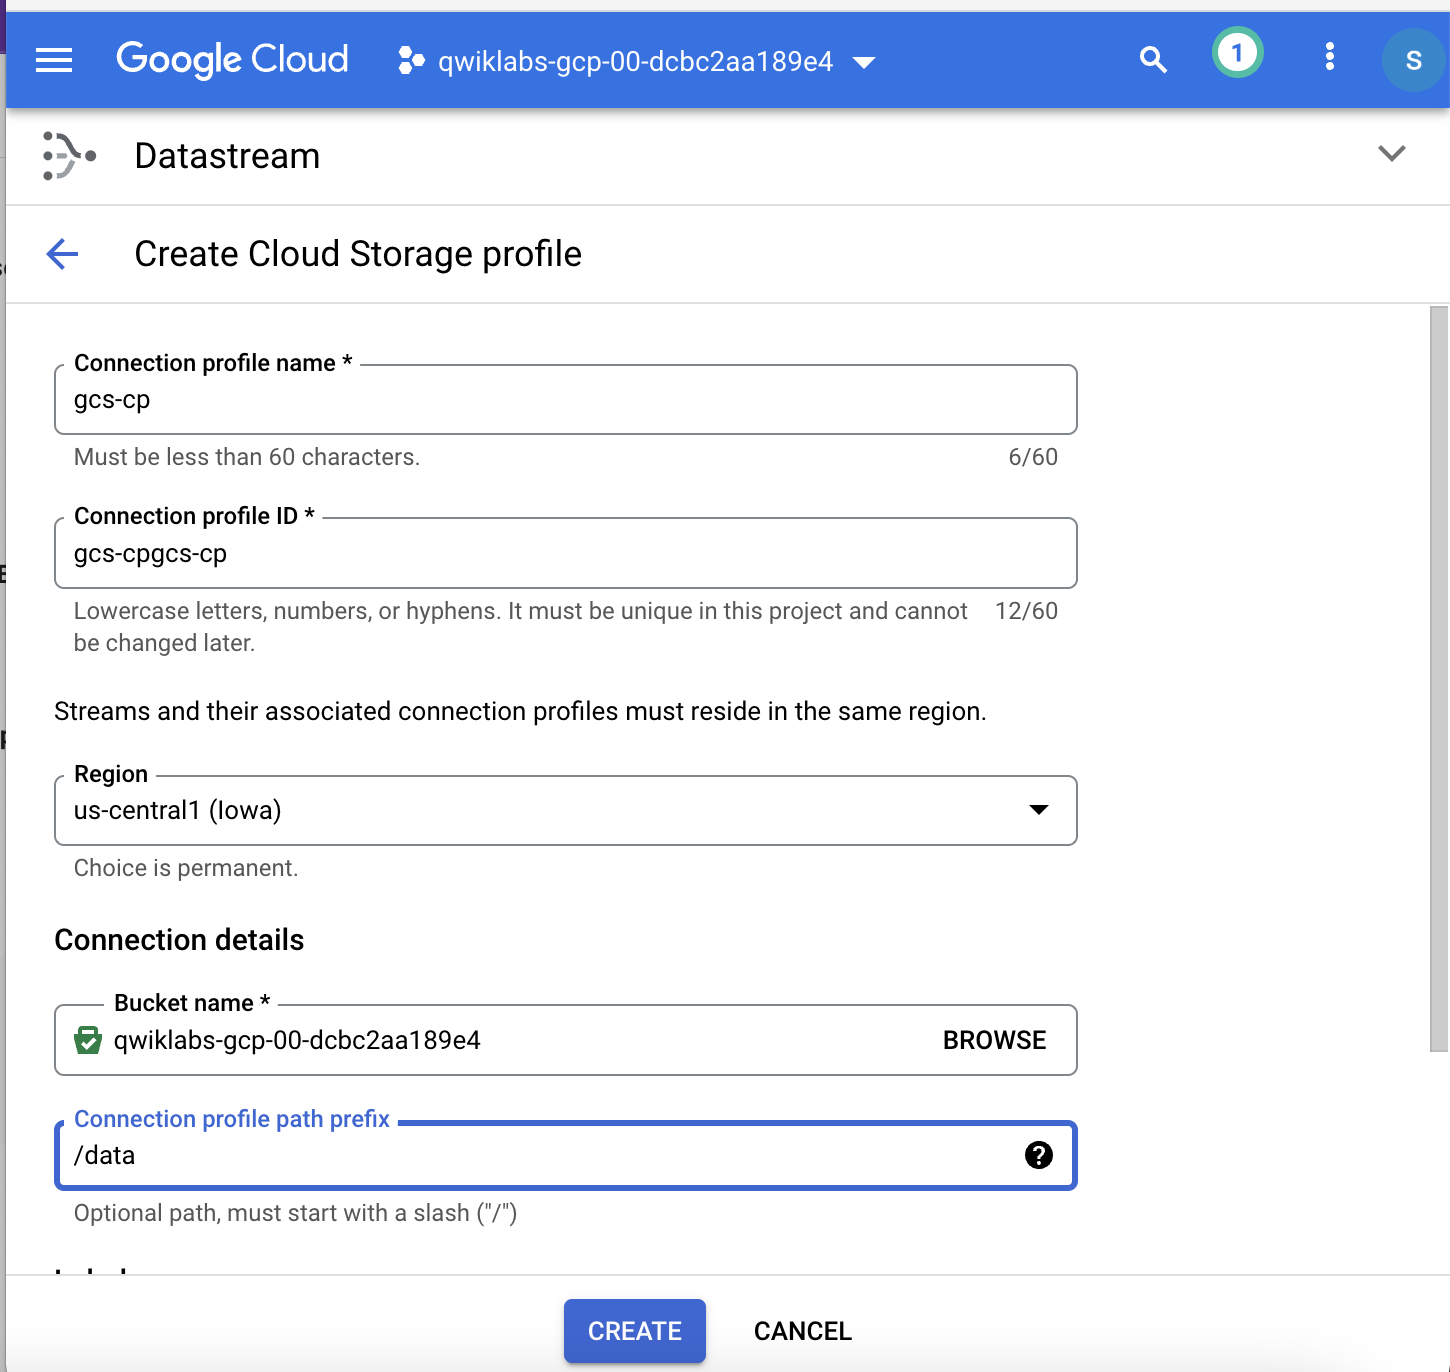 Google Cloud
qwiklabs-gcp-00-dcbc2aa189e4
1
S
Datastream
Create Cloud Storage profile
Connection profile name *
gcs-cp
Must be less than 60 characters.
6/60
Connection profile ID *
gcs-cpgcs-cp
Lowercase letters, numbers, or hyphens. It must be unique in this project and cannot
12/60
be changed later.
Streams and their associated connection profiles must reside in the same region.
Region
us-central1 (Iowa)
Choice is permanent.
Connection details
Bucket name *
qwiklabs-gcp-00-dcbc2aa189e4
BROWSE
Connection profile path prefix
/data
?
Optional path, must start with a slash ("/")
CREATE
CANCEL